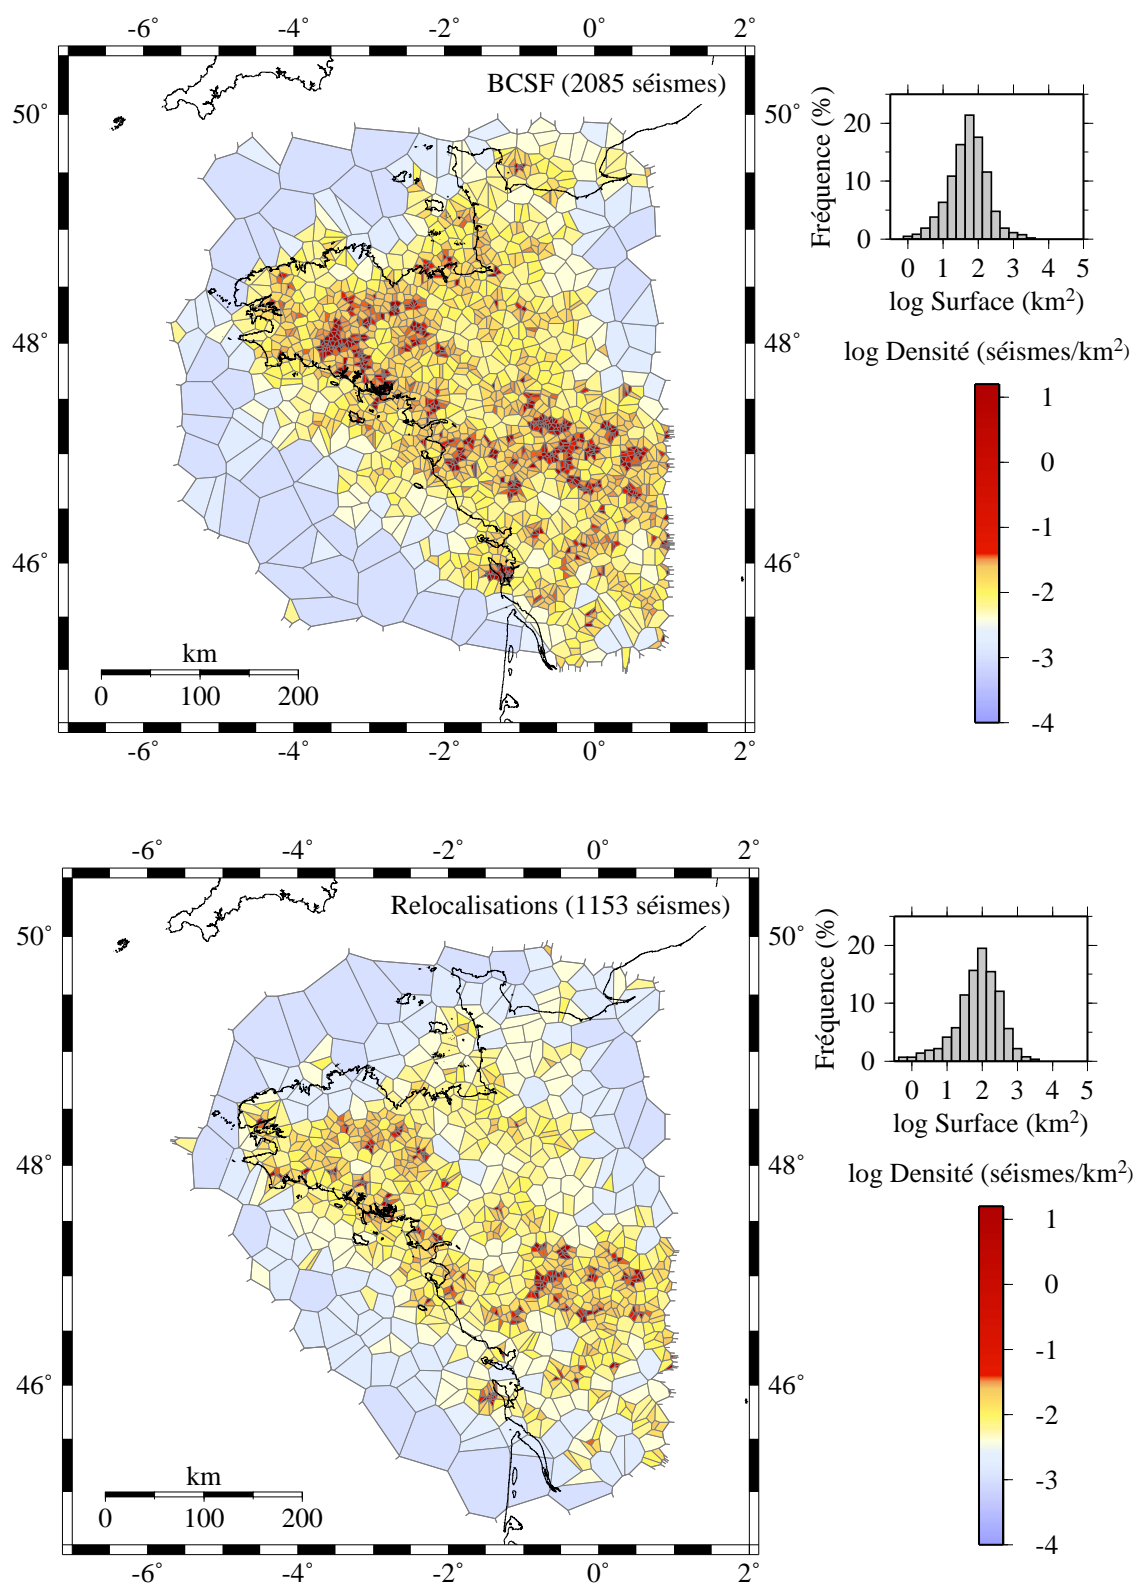 -6˚ -4˚ -2˚ 0˚ 2˚
BCSF (2085 séismes)
50˚ 50˚
48˚ 48˚
46˚ 46˚
km
0 100 200
-6˚ -4˚ -2˚ 0˚ 2˚
Fréquence (%)
20
10
0
0 1 2 3 4 5
log Surface (km²)
log Densité (séismes/km²)
1
0
-1
-2
-3
-4
-6˚ -4˚ -2˚ 0˚ 2˚
Relocalisations (1153 séismes)
50˚ 50˚
48˚ 48˚
46˚ 46˚
km
0 100 200
-6˚ -4˚ -2˚ 0˚ 2˚
Fréquence (%)
20
10
0
0 1 2 3 4 5
log Surface (km²)
log Densité (séismes/km²)
1
0
-1
-2
-3
-4